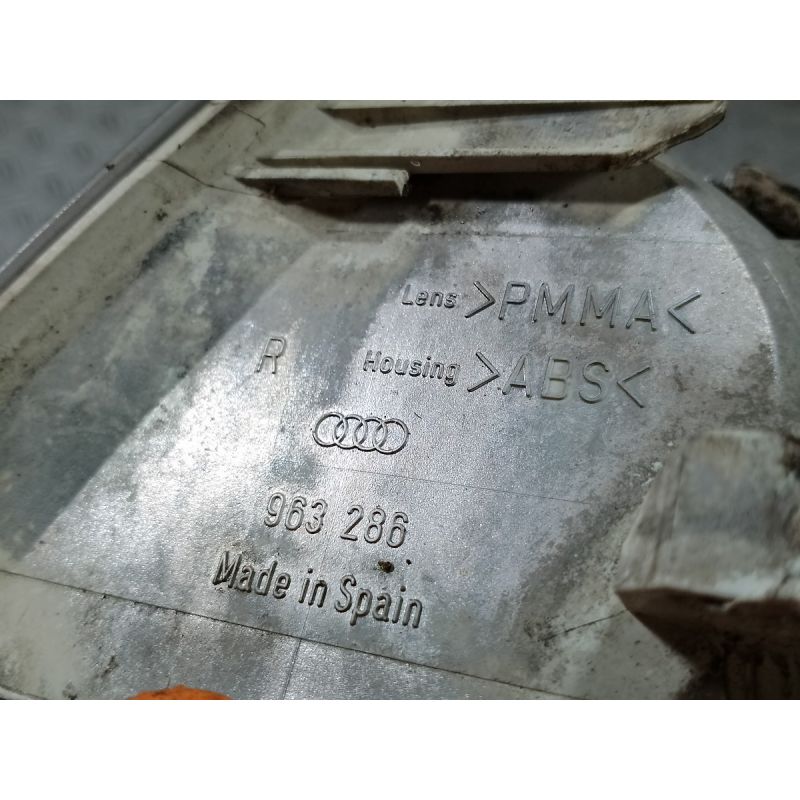 Lens >PMMA<
R Housing >ABS<
963 286
Made in Spain